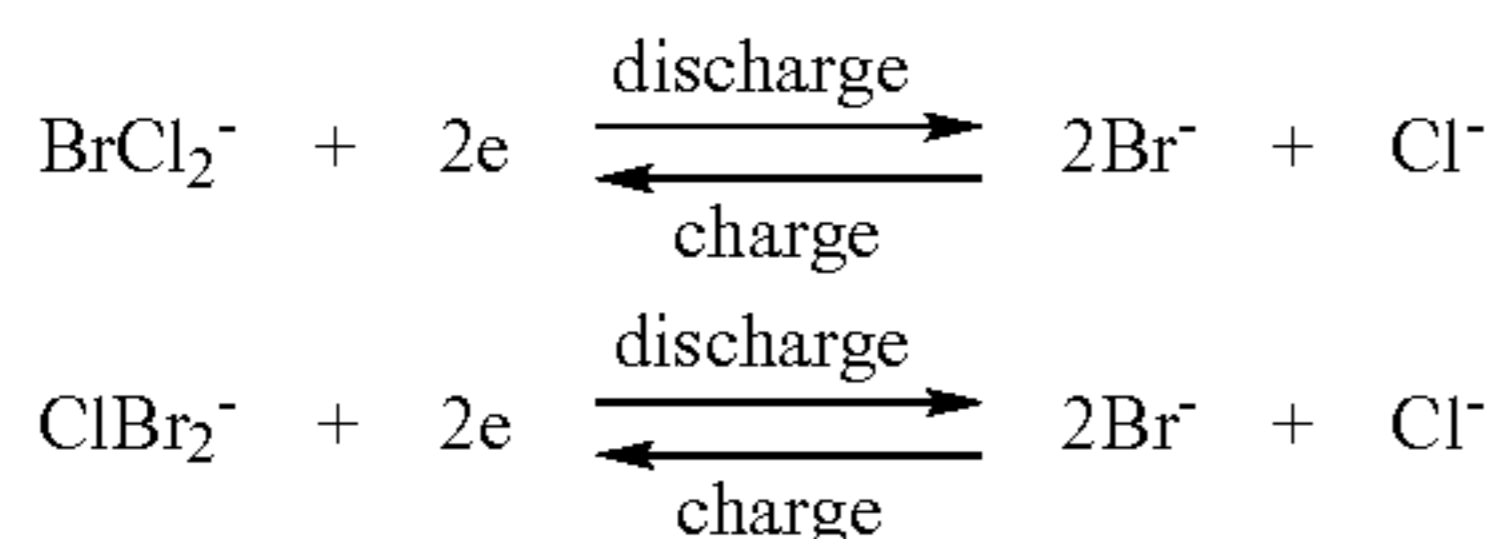 discharge
BrCl₂⁻ + 2e 2Br⁻ + Cl⁻
charge
discharge
ClBr₂⁻ + 2e 2Br⁻ + Cl⁻
charge